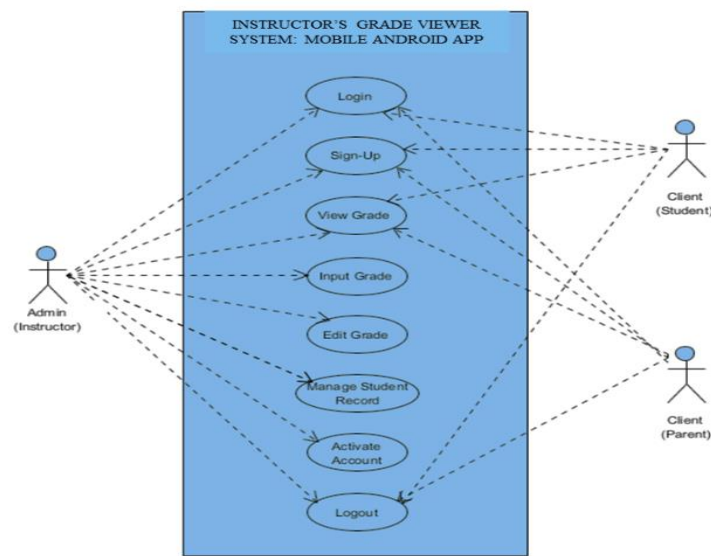 INSTRUCTOR'S GRADE VIEWER
SYSTEM: MOBILE ANDROID APP
Login
Sign-Up
View Grade
Input Grade
Edit Grade
Manage Student
Record
Activate
Account
Logout
Admin
(Instructor)
Client
(Student)
Client
(Parent)